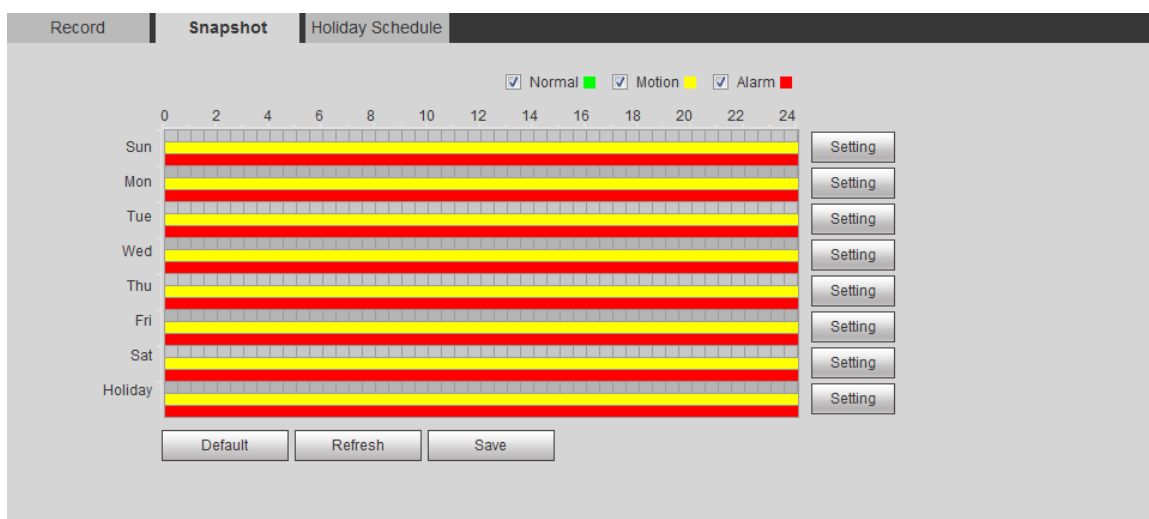 Record Snapshot Holiday Schedule
Normal Motion Alarm
0 2 4 6 8 10 12 14 16 18 20 22 24
Sun Setting
Mon Setting
Tue Setting
Wed Setting
Thu Setting
Fri Setting
Sat Setting
Holiday Setting
Default Refresh Save